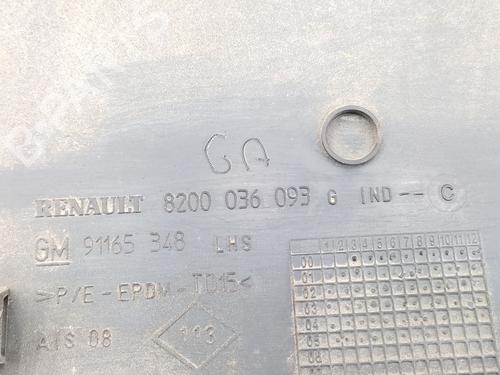 B-PARTS
GA
RENAULT 8200 036 093 G IND -- C
GM 91165 348 LHS
1 2 3 4 5 6 7 8 9 10 11 12
00
01
02
03
04
05
06
>P/E-EPDM-TD15<
AIS 08
113